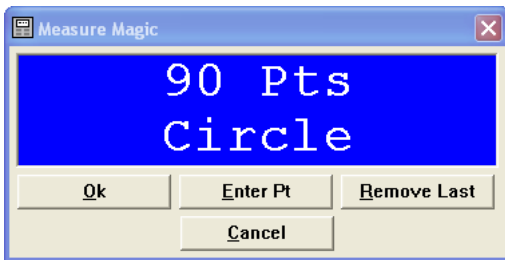 Measure Magic
90 Pts
Circle
Ok
Enter Pt
Remove Last
Cancel